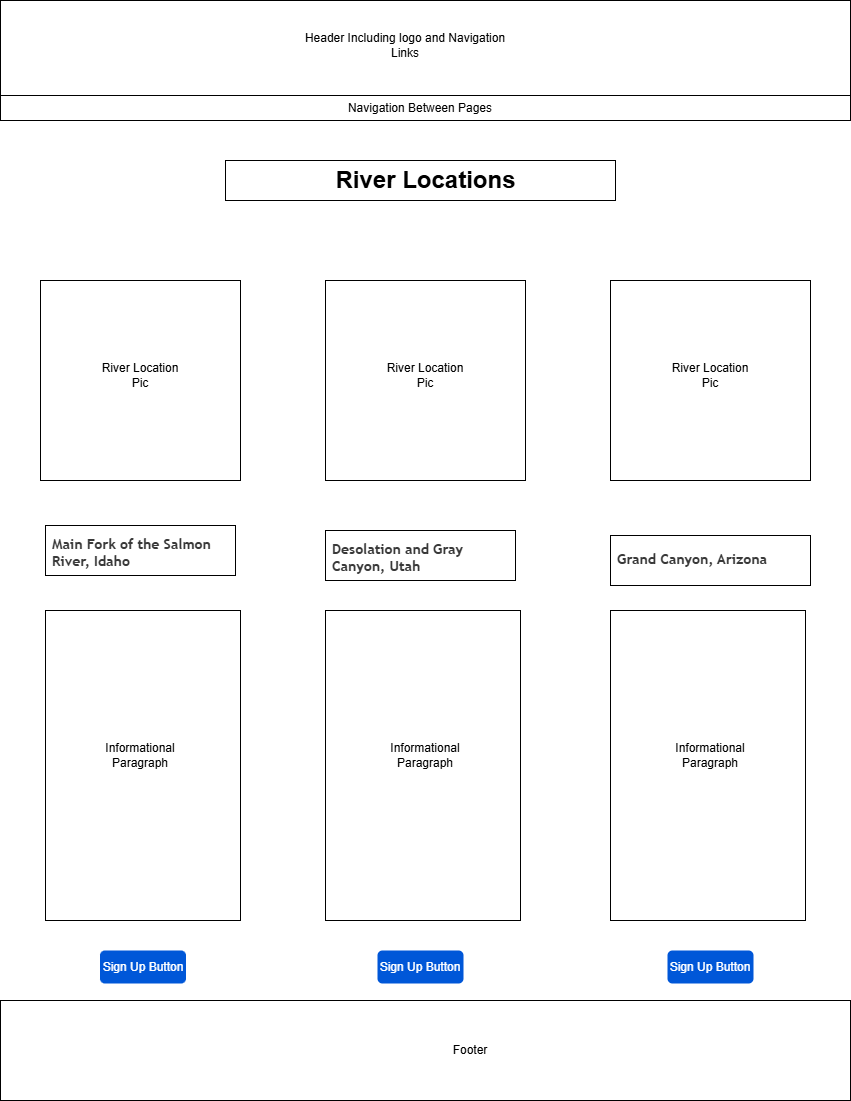 Header Including logo and Navigation
Links
Navigation Between Pages
River Locations
River Location
Pic
River Location
Pic
River Location
Pic
Main Fork of the Salmon
River, Idaho
Desolation and Gray
Canyon, Utah
Grand Canyon, Arizona
Informational
Paragraph
Informational
Paragraph
Informational
Paragraph
Sign Up Button
Sign Up Button
Sign Up Button
Footer